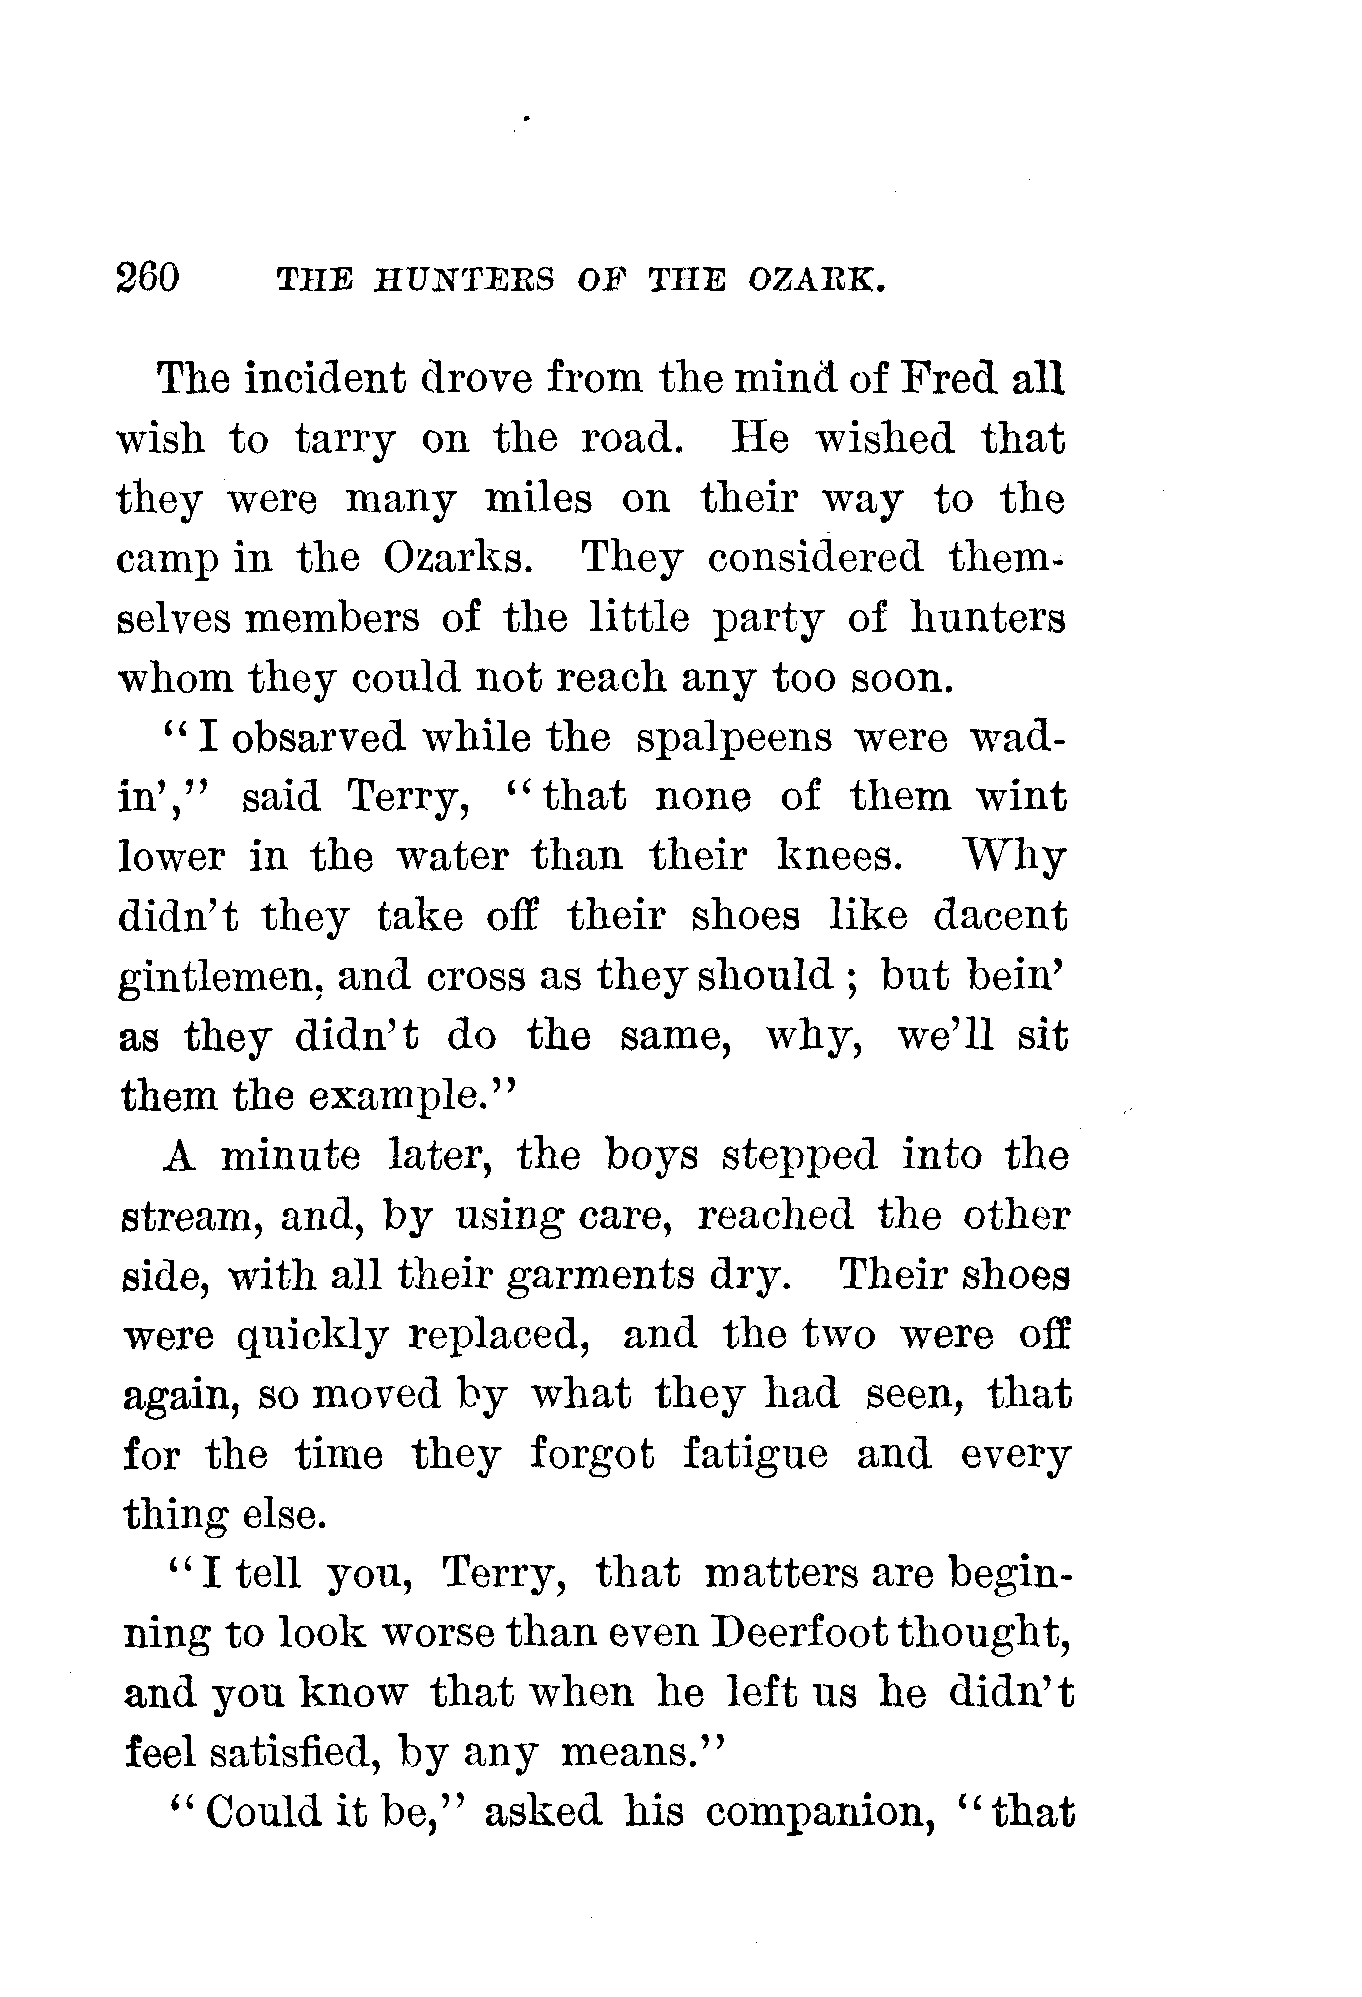 260 THE HUNTERS OF THE OZARK.
The incident drove from the mind of Fred all
wish to tarry on the road. He wished that
they were many miles on their way to the
camp in the Ozarks. They considered them-
selves members of the little party of hunters
whom they could not reach any too soon.
"I obsarved while the spalpeens were wad-
in'," said Terry, "that none of them wint
lower in the water than their knees. Why
didn't they take off their shoes like dacent
gintlemen, and cross as they should ; but bein'
as they didn't do the same, why, we'll sit
them the example."
A minute later, the boys stepped into the
stream, and, by using care, reached the other
side, with all their garments dry. Their shoes
were quickly replaced, and the two were off
again, so moved by what they had seen, that
for the time they forgot fatigue and every
thing else.
"I tell you, Terry, that matters are begin-
ning to look worse than even Deerfoot thought,
and you know that when he left us he didn't
feel satisfied, by any means."
"Could it be," asked his companion, "that